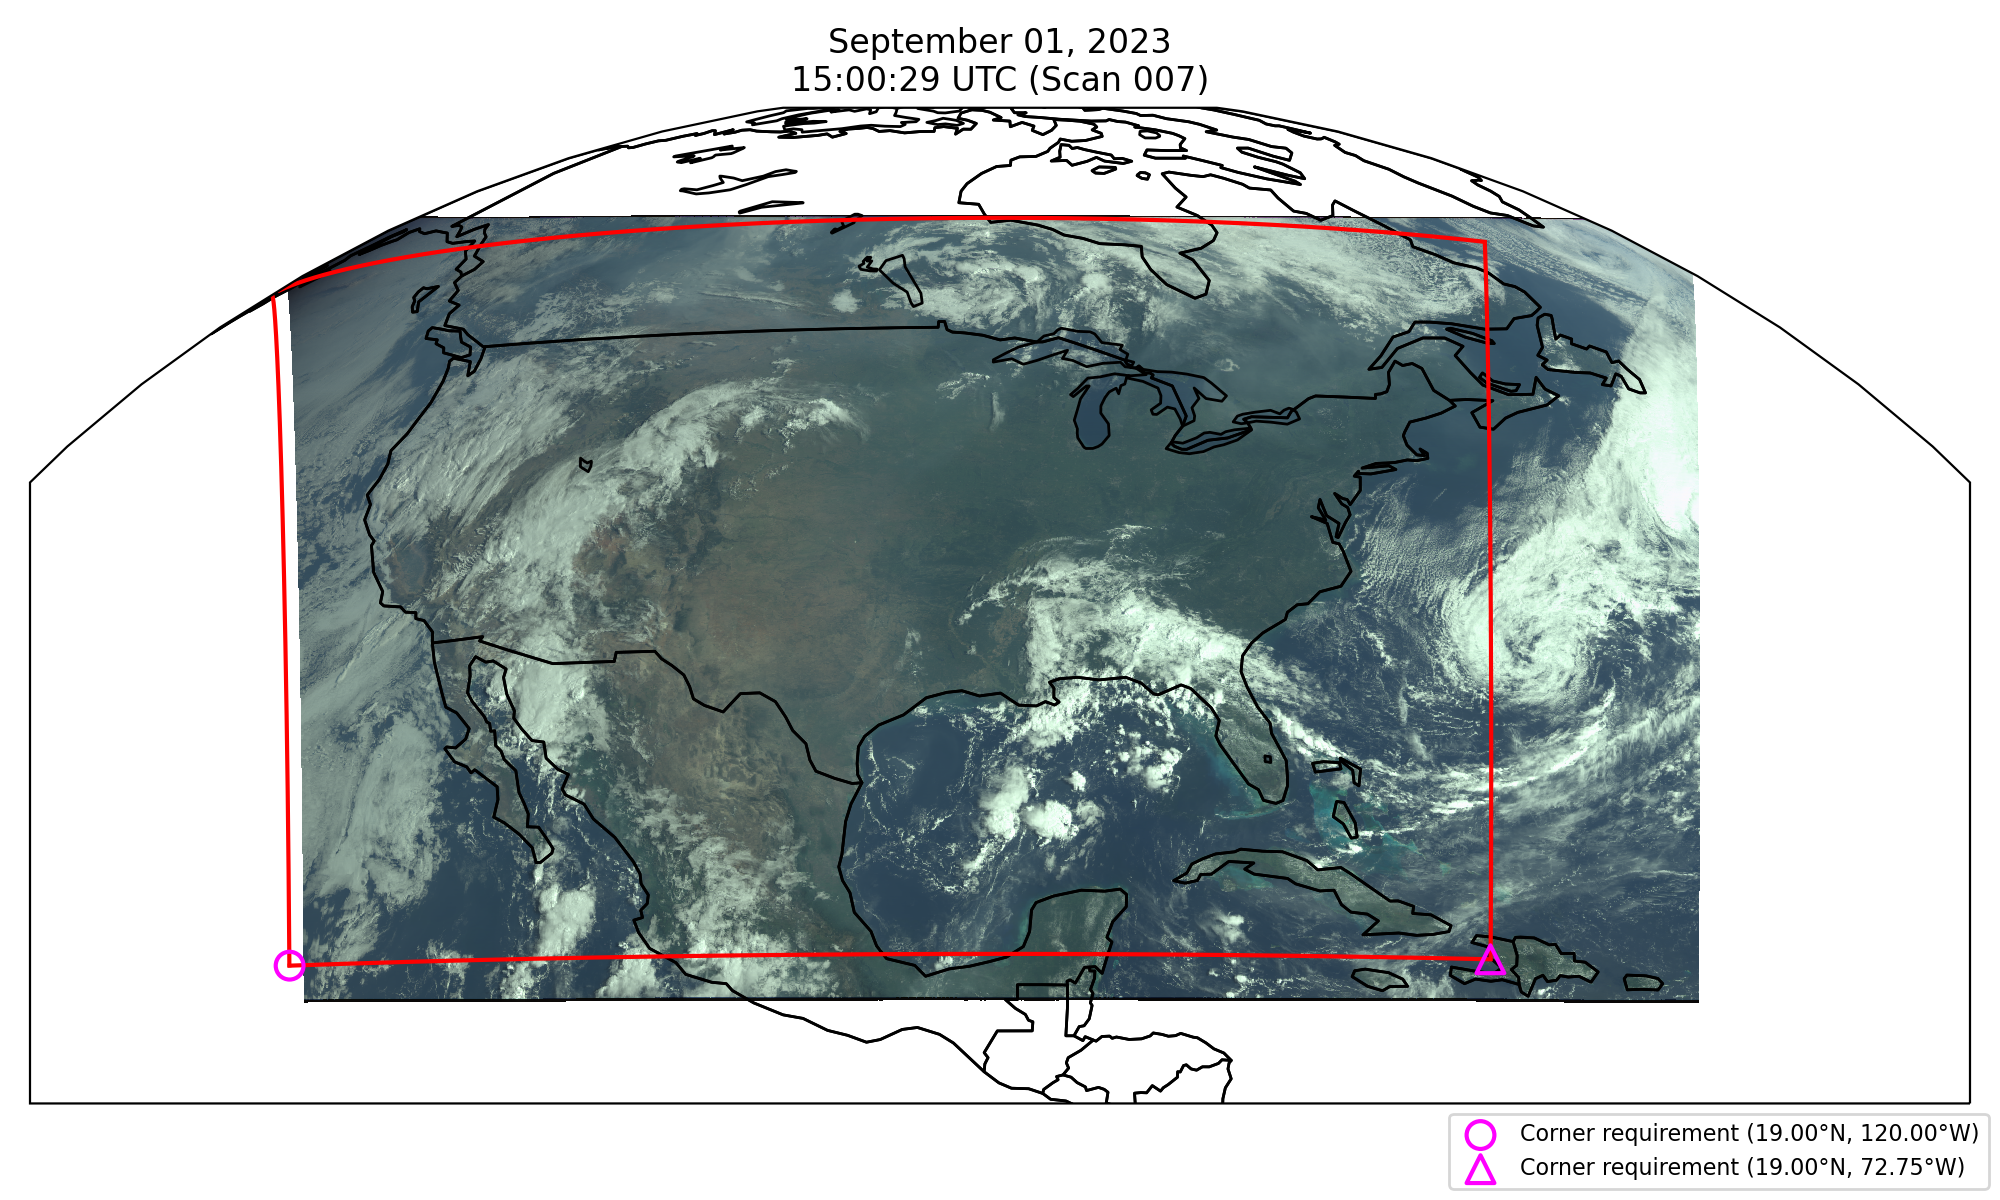 September 01, 2023
15:00:29 UTC (Scan 007)
Corner requirement (19.00°N, 120.00°W)
Corner requirement (19.00°N, 72.75°W)